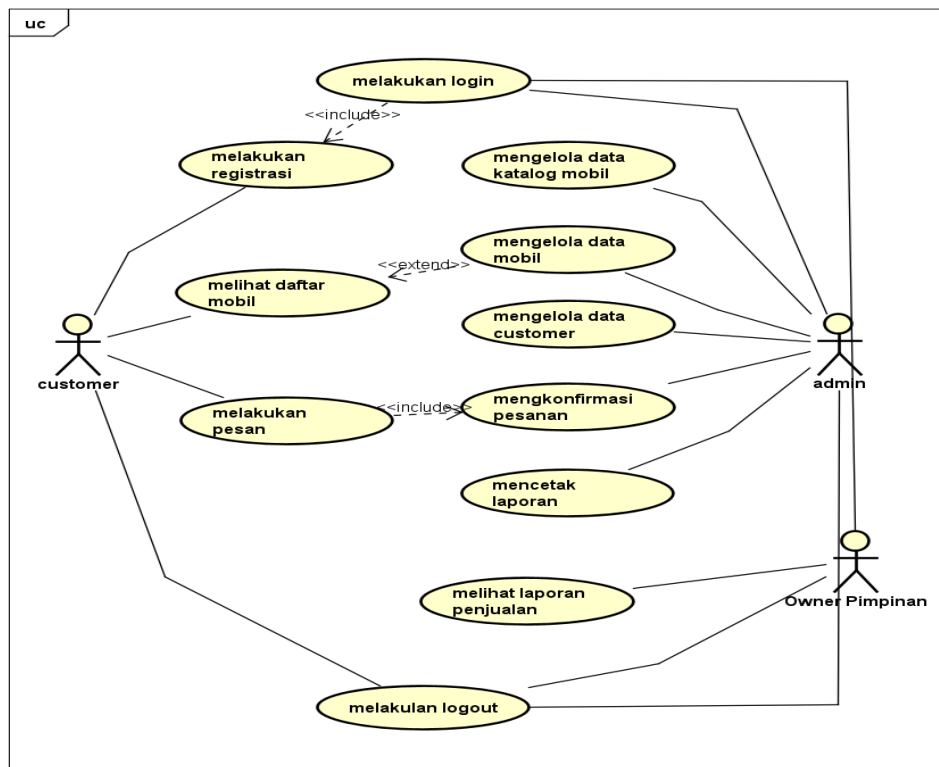 uc
melakukan login
<<include>>
melakukan
registrasi
mengelola data
katalog mobil
mengelola data
mobil
<<extend>>
melihat daftar
mobil
mengelola data
customer
customer
admin
melakukan
pesan
<<include>>
mengkonfirmasi
pesanan
mencetak
laporan
melihat laporan
penjualan
Owner Pimpinan
melakulan logout